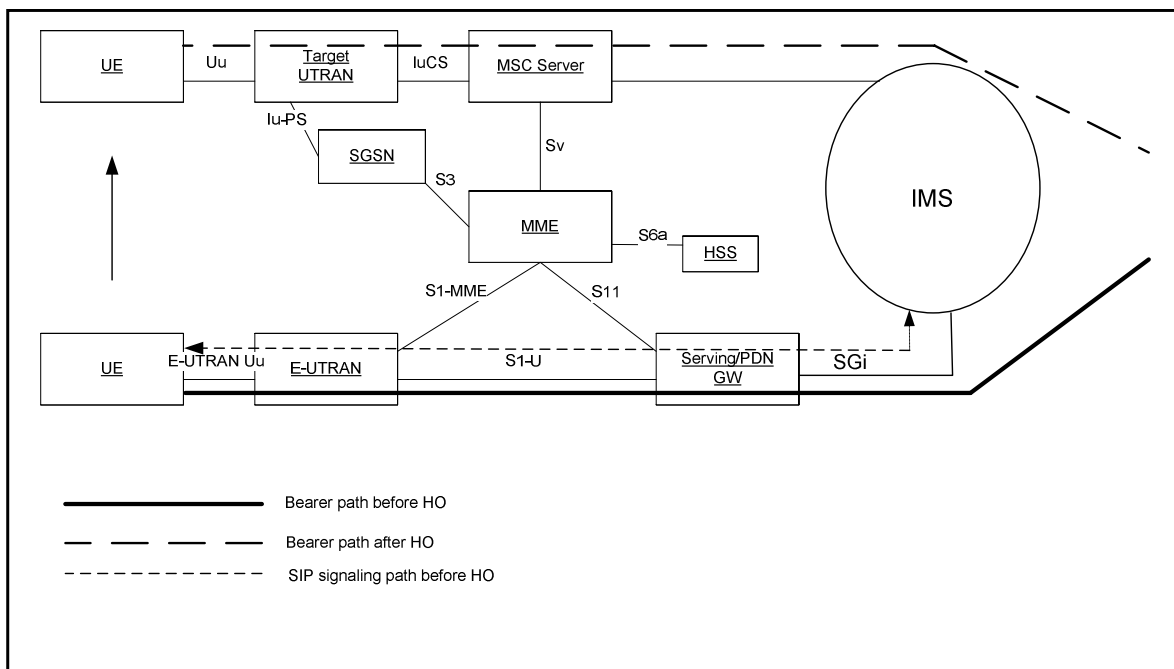 UE
Uu
Target
UTRAN
IuCS
MSC Server
Iu-PS
SGSN
S3
Sv
MME
S6a
HSS
IMS
S1-MME
S11
UE
E-UTRAN Uu
E-UTRAN
S1-U
Serving/PDN
GW
SGi
Bearer path before HO
Bearer path after HO
SIP signaling path before HO